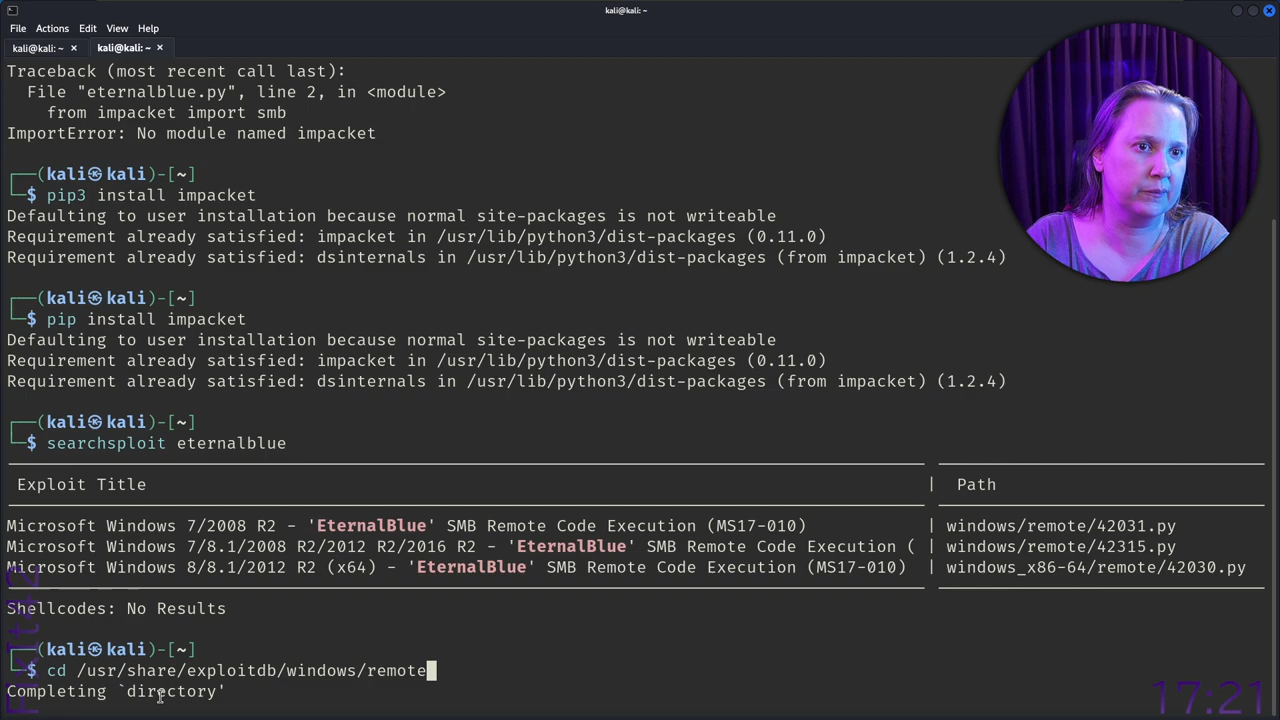 kali@kali: ~
File Actions Edit View Help
kali@kali: ~ × kali@kali: ~ ×
Traceback (most recent call last):
File "eternalblue.py", line 2, in <module>
from impacket import smb
ImportError: No module named impacket
┌──(kali㉿kali)-[~]
└─$ pip3 install impacket
Defaulting to user installation because normal site-packages is not writeable
Requirement already satisfied: impacket in /usr/lib/python3/dist-packages (0.11.0)
Requirement already satisfied: dsinternals in /usr/lib/python3/dist-packages (from impacket) (1.2.4)
┌──(kali㉿kali)-[~]
└─$ pip install impacket
Defaulting to user installation because normal site-packages is not writeable
Requirement already satisfied: impacket in /usr/lib/python3/dist-packages (0.11.0)
Requirement already satisfied: dsinternals in /usr/lib/python3/dist-packages (from impacket) (1.2.4)
┌──(kali㉿kali)-[~]
└─$ searchsploit eternalblue
Exploit Title | Path
Microsoft Windows 7/2008 R2 - 'EternalBlue' SMB Remote Code Execution (MS17-010) | windows/remote/42031.py
Microsoft Windows 7/8.1/2008 R2/2012 R2/2016 R2 - 'EternalBlue' SMB Remote Code Execution ( | windows/remote/42315.py
Microsoft Windows 8/8.1/2012 R2 (x64) - 'EternalBlue' SMB Remote Code Execution (MS17-010) | windows_x86-64/remote/42030.py
Shellcodes: No Results
┌──(kali㉿kali)-[~]
└─$ cd /usr/share/exploitdb/windows/remote
Completing `directory'
17:21